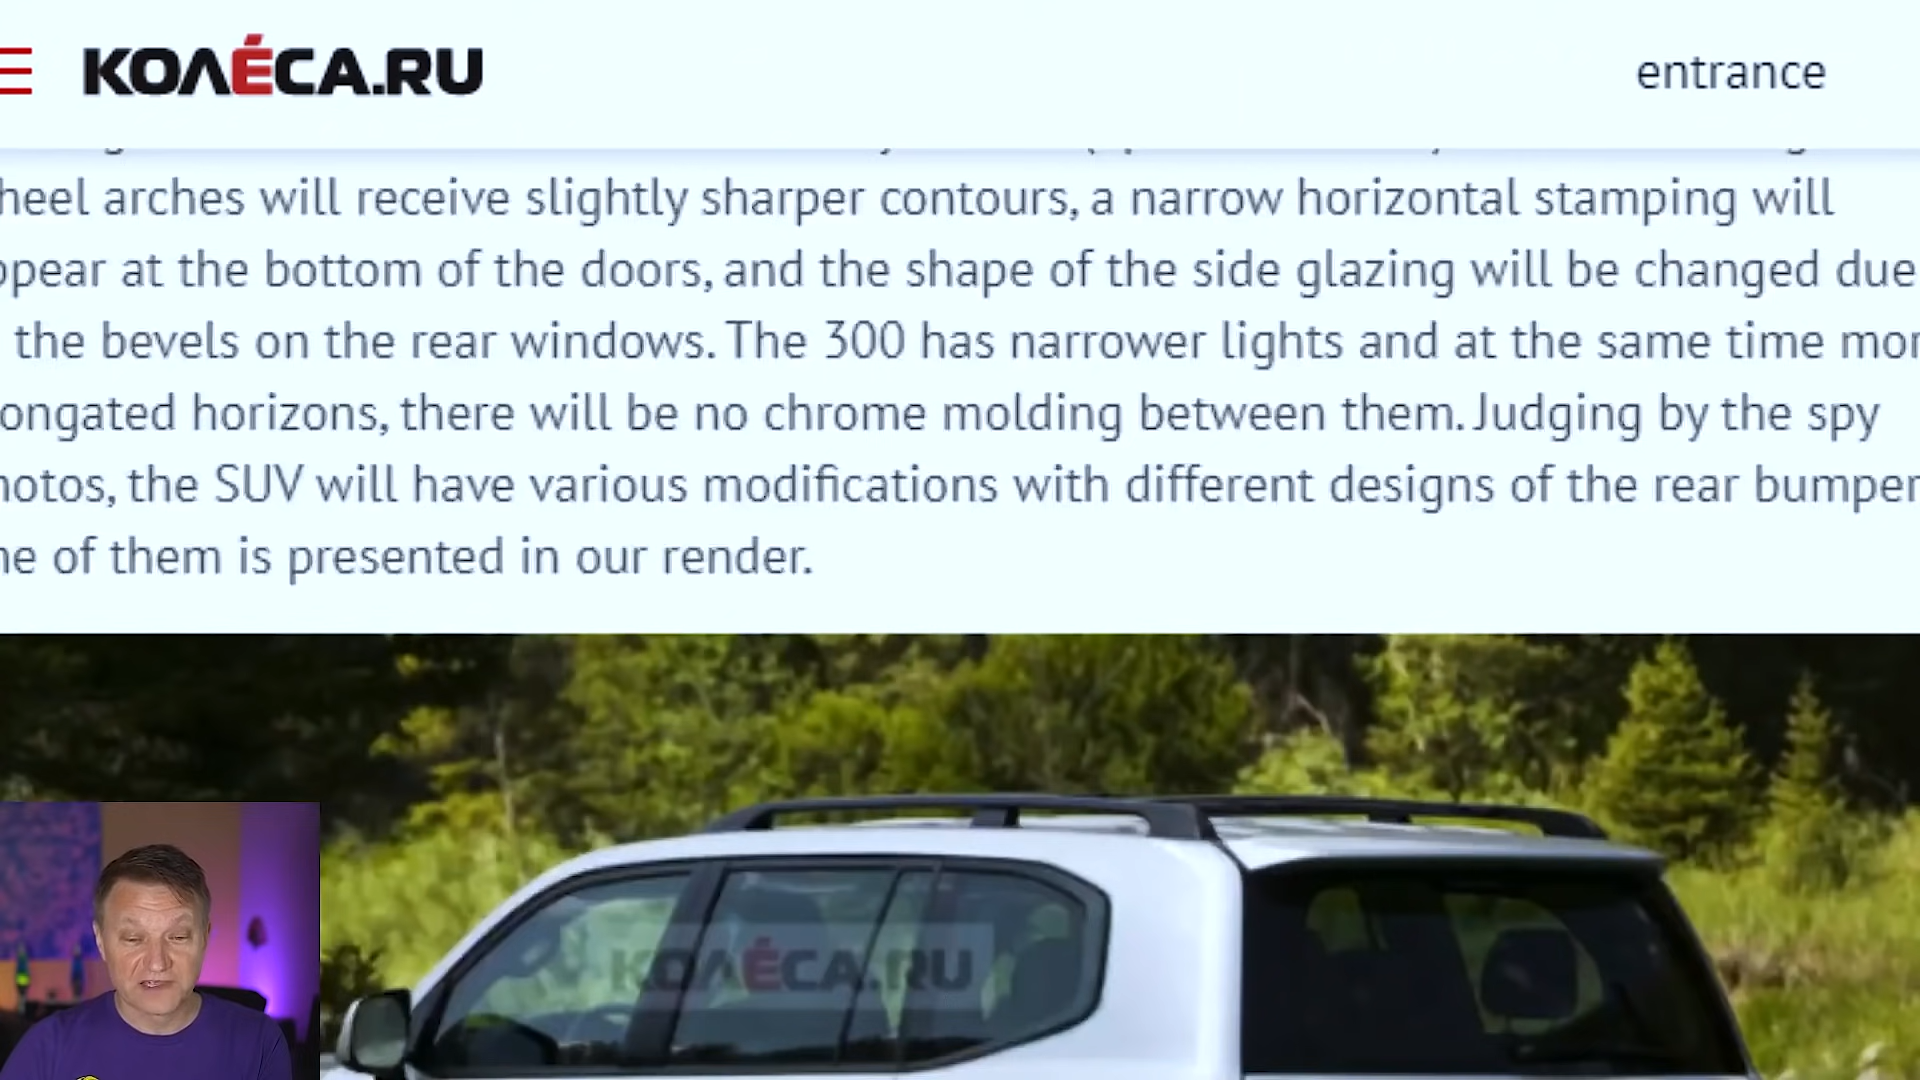 КОЛЁСА.RU
entrance
heel arches will receive slightly sharper contours, a narrow horizontal stamping will
ppear at the bottom of the doors, and the shape of the side glazing will be changed due
the bevels on the rear windows. The 300 has narrower lights and at the same time mor
ongated horizons, there will be no chrome molding between them. Judging by the spy
hotos, the SUV will have various modifications with different designs of the rear bumper
ne of them is presented in our render.
КОЛЁСА.RU